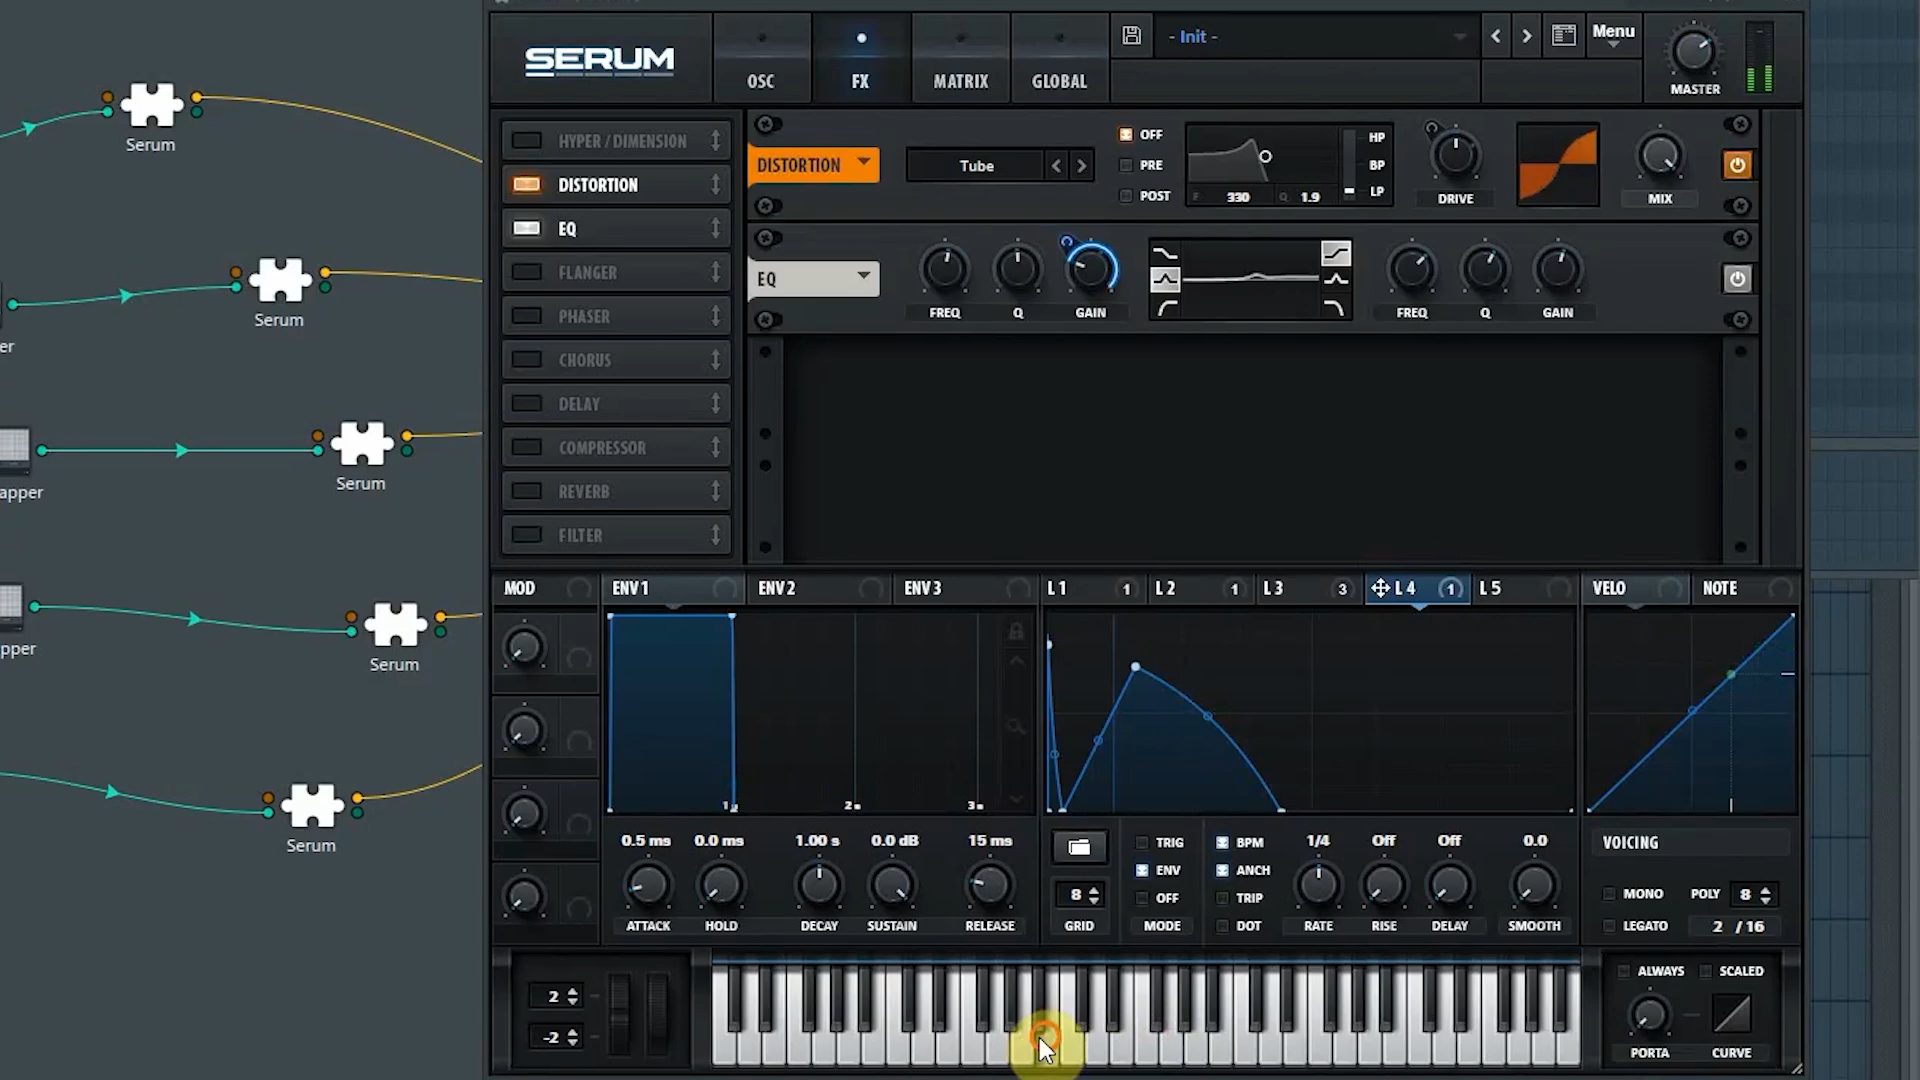 SERUM
OSC
FX
MATRIX
GLOBAL
- Init -
Menu
MASTER
HYPER / DIMENSION
DISTORTION
EQ
FLANGER
PHASER
CHORUS
DELAY
COMPRESSOR
REVERB
FILTER
DISTORTION
Tube
OFF
PRE
POST
F 330 Q 1.9
HP
BP
LP
DRIVE
MIX
EQ
FREQ Q GAIN
FREQ Q GAIN
MOD
ENV 1
ENV 2
ENV 3
L 1 1
L 2 1
L 3 3
L 4 1
L 5
VELO
NOTE
1s
2s
3s
0.5 ms 0.0 ms 1.00 s 0.0 dB 15 ms
ATTACK HOLD DECAY SUSTAIN RELEASE
8
GRID
TRIG
ENV
OFF
MODE
BPM
ANCH
TRIP
DOT
1/4 Off Off 0.0
RATE RISE DELAY SMOOTH
VOICING
MONO POLY 8
LEGATO 2 / 16
2
-2
ALWAYS SCALED
PORTA CURVE
Serum
Serum
er
Serum
apper
Serum
pper
Serum